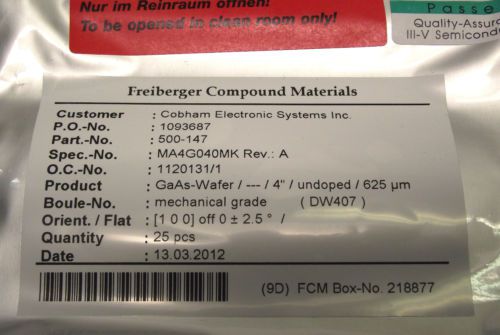 Nur im Reinraum öffnen!
To be opened in clean room only!
Passe
Quality-Assur
III-V Semicond
Freiberger Compound Materials
Customer : Cobham Electronic Systems Inc.
P.O.-No. : 1093687
Part.-No. : 500-147
Spec.-No. : MA4G040MK Rev.: A
O.C.-No. : 1120131/1
Product : GaAs-Wafer / --- / 4" / undoped / 625 µm
Boule-No. : mechanical grade ( DW407 )
Orient. / Flat : [1 0 0] off 0 ± 2.5 ° /
Quantity : 25 pcs
Date : 13.03.2012
(9D) FCM Box-No. 218877